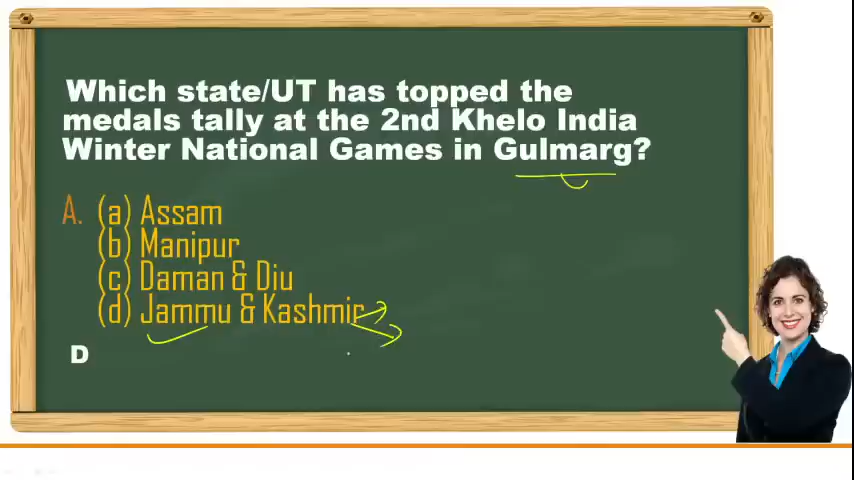 Which state/UT has topped the
medals tally at the 2nd Khelo India
Winter National Games in Gulmarg?
A. (a) Assam
(b) Manipur
(c) Daman & Diu
(d) Jammu & Kashmir
D